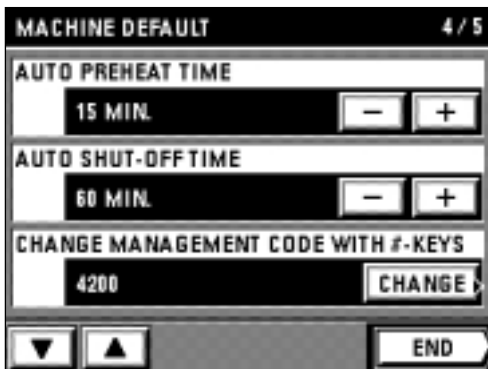 MACHINE DEFAULT 4/5
AUTO PREHEAT TIME
15 MIN. − +
AUTO SHUT-OFF TIME
60 MIN. − +
CHANGE MANAGEMENT CODE WITH #-KEYS
4200 CHANGE
▼ ▲ END